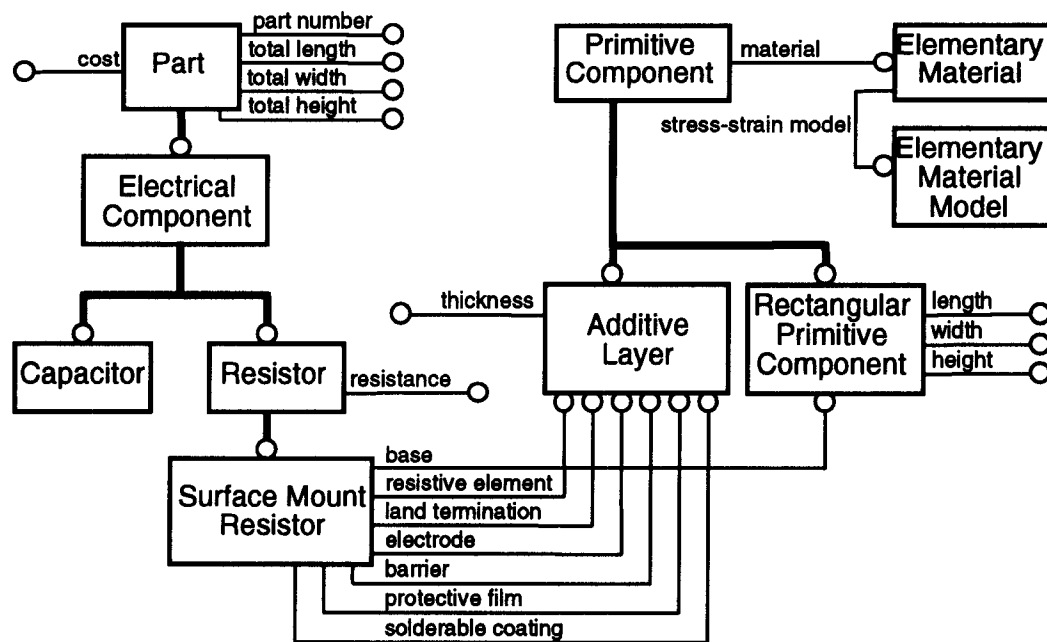 part number
total length
cost
Part
total width
total height
Primitive
Component
material
Elementary
Material
stress-strain model
Elementary
Material
Model
Electrical
Component
thickness
Additive
Layer
Rectangular
Primitive
Component
length
width
height
Capacitor
Resistor
resistance
Surface Mount
Resistor
base
resistive element
land termination
electrode
barrier
protective film
solderable coating